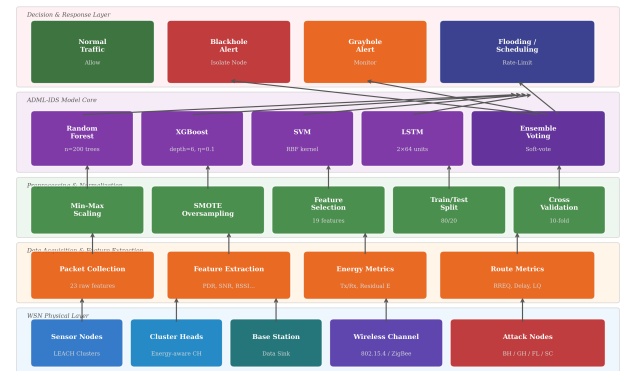 Decision & Response Layer
Normal Traffic
Allow
Blackhole Alert
Isolate Node
Grayhole Alert
Monitor
Flooding / Scheduling
Rate-Limit
ADML-IDS Model Core
Random Forest
n=200 trees
XGBoost
depth=6, η=0.1
SVM
RRF kernel
LSTM
2×64 units
Ensemble Voting
Soft-vote
Preprocessing & Normalisation
Min-Max Scaling
SMOTE Oversampling
Feature Selection
19 features
Train/Test Split
80/20
Cross Validation
10-fold
Data Acquisition & Feature Extraction
Packet Collection
23 raw features
Feature Extraction
PDR, SNR, RSSI...
Energy Metrics
Tx/Rx, Residual E
Route Metrics
RREQ, Delay, LQ
WSN Physical Layer
Sensor Nodes
LEACH Clusters
Cluster Heads
Energy-aware CH
Base Station
Data Sink
Wireless Channel
802.15.4 / ZigBee
Attack Nodes
BH / GH / FL / SC